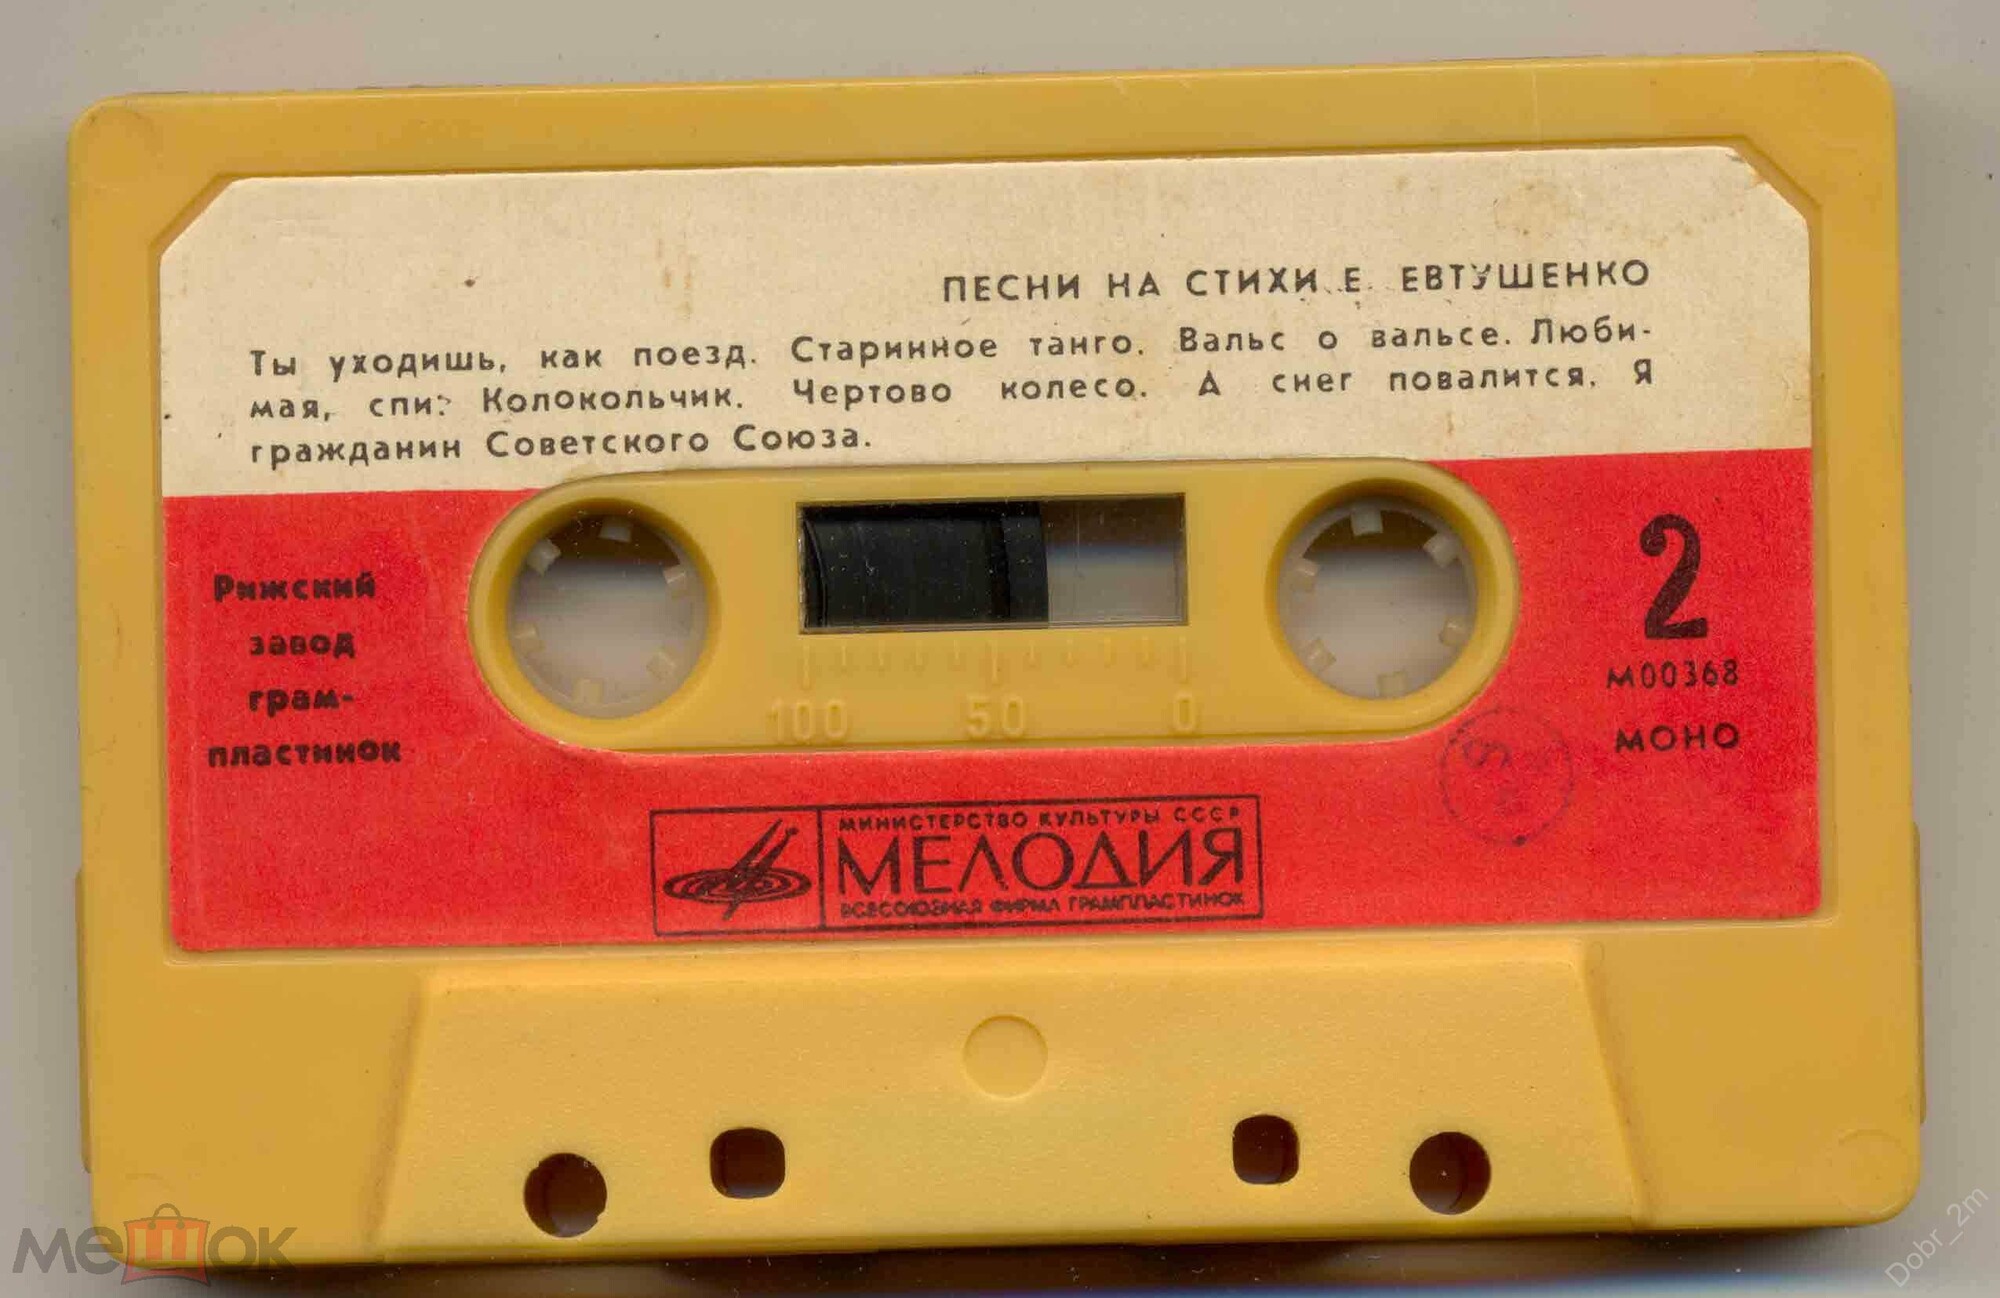 ПЕСНИ НА СТИХИ Е. ЕВТУШЕНКО
Ты уходишь, как поезд. Старинное танго. Вальс о вальсе. Люби-
мая, спи. Колокольчик. Чертово колесо. А снег повалится. Я
гражданин Советского Союза.
Рижский
завод
грам-
пластинок
2
М00368
МОНО
100 50 0
МИНИСТЕРСТВО КУЛЬТУРЫ СССР
МЕЛОДИЯ
ВСЕСОЮЗНАЯ ФИРМА ГРАМПЛАСТИНОК
мешок
Dobr_2m